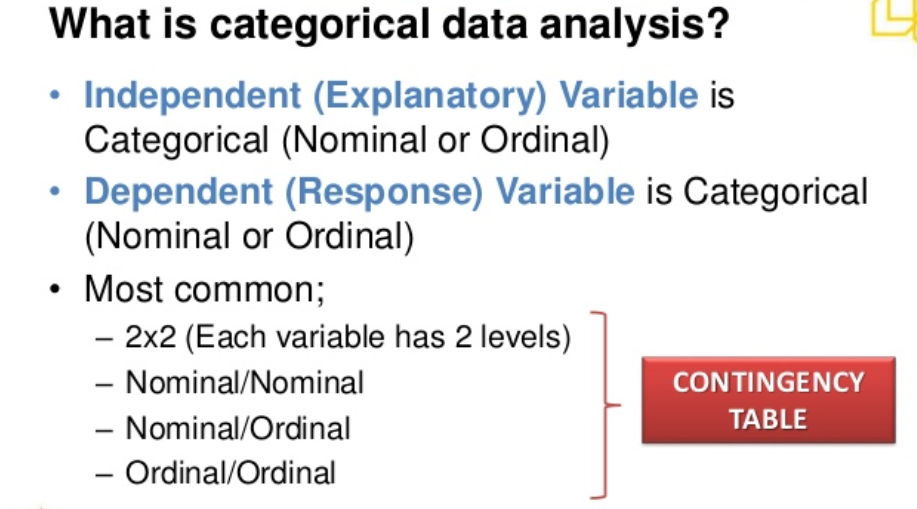 What is categorical data analysis?
• Independent (Explanatory) Variable is
Categorical (Nominal or Ordinal)
• Dependent (Response) Variable is Categorical
(Nominal or Ordinal)
• Most common;
– 2x2 (Each variable has 2 levels)
– Nominal/Nominal
– Nominal/Ordinal
– Ordinal/Ordinal
CONTINGENCY
TABLE